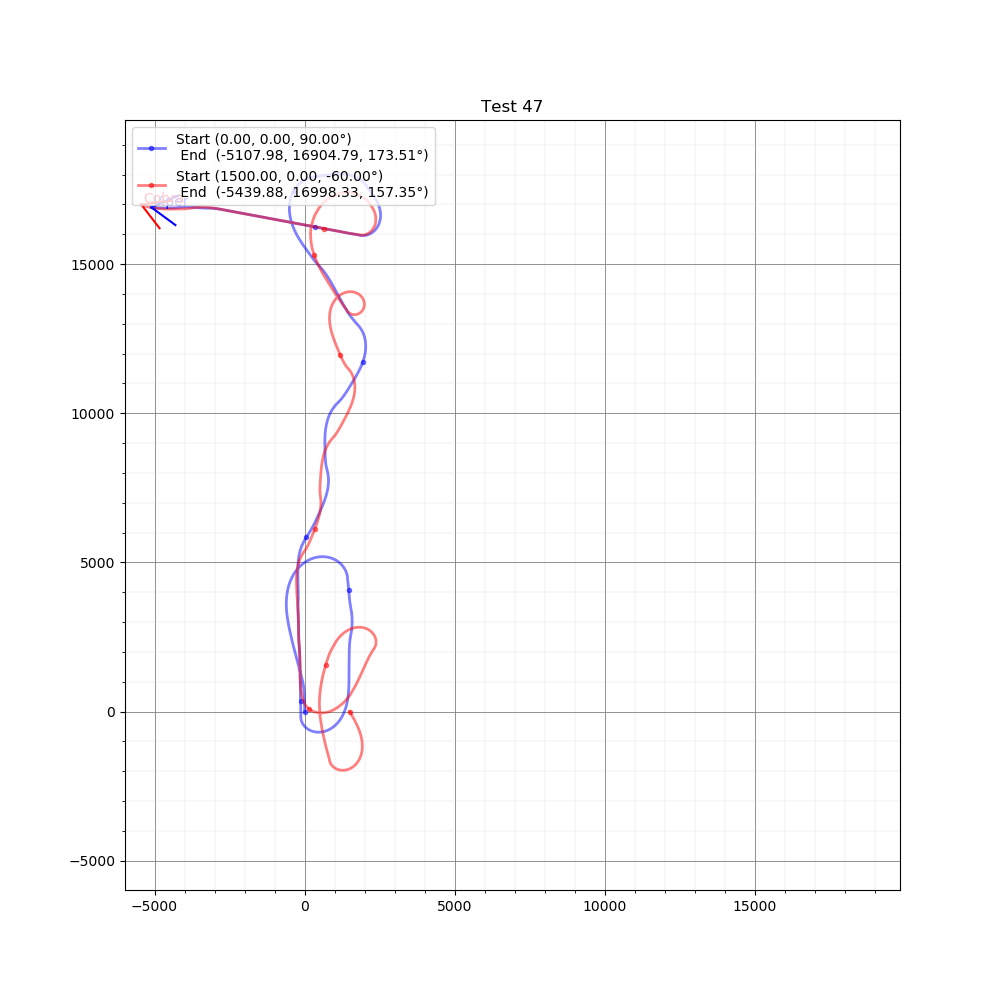 Test 47
Start (0.00, 0.00, 90.00°)
End (-5107.98, 16904.79, 173.51°)
Start (1500.00, 0.00, -60.00°)
End (-5439.88, 16998.33, 157.35°)
15000
10000
5000
0
−5000
−5000
0
5000
10000
15000